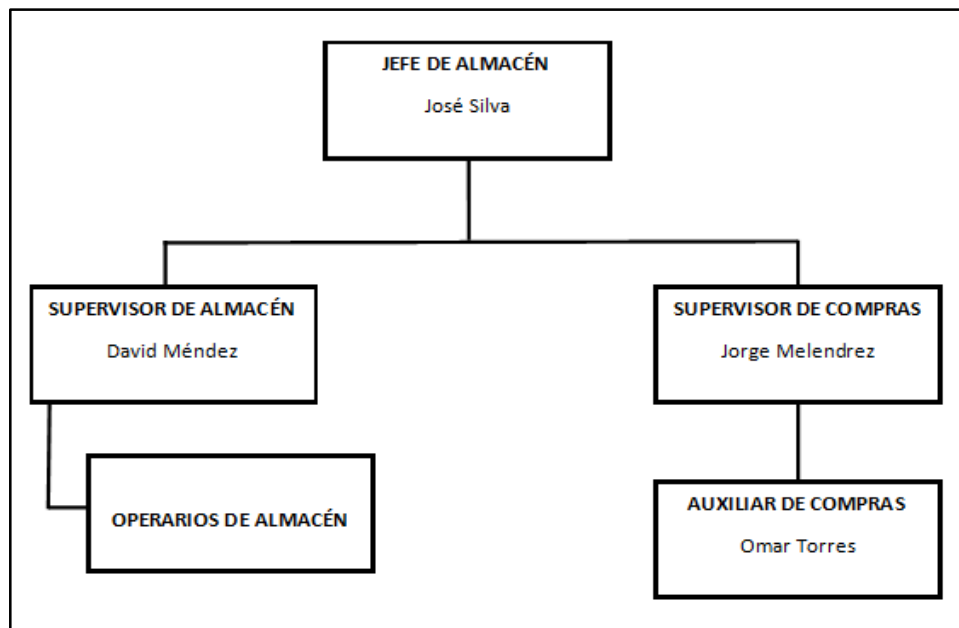 JEFE DE ALMACÉN
José Silva
SUPERVISOR DE ALMACÉN
David Méndez
SUPERVISOR DE COMPRAS
Jorge Melendrez
OPERARIOS DE ALMACÉN
AUXILIAR DE COMPRAS
Omar Torres